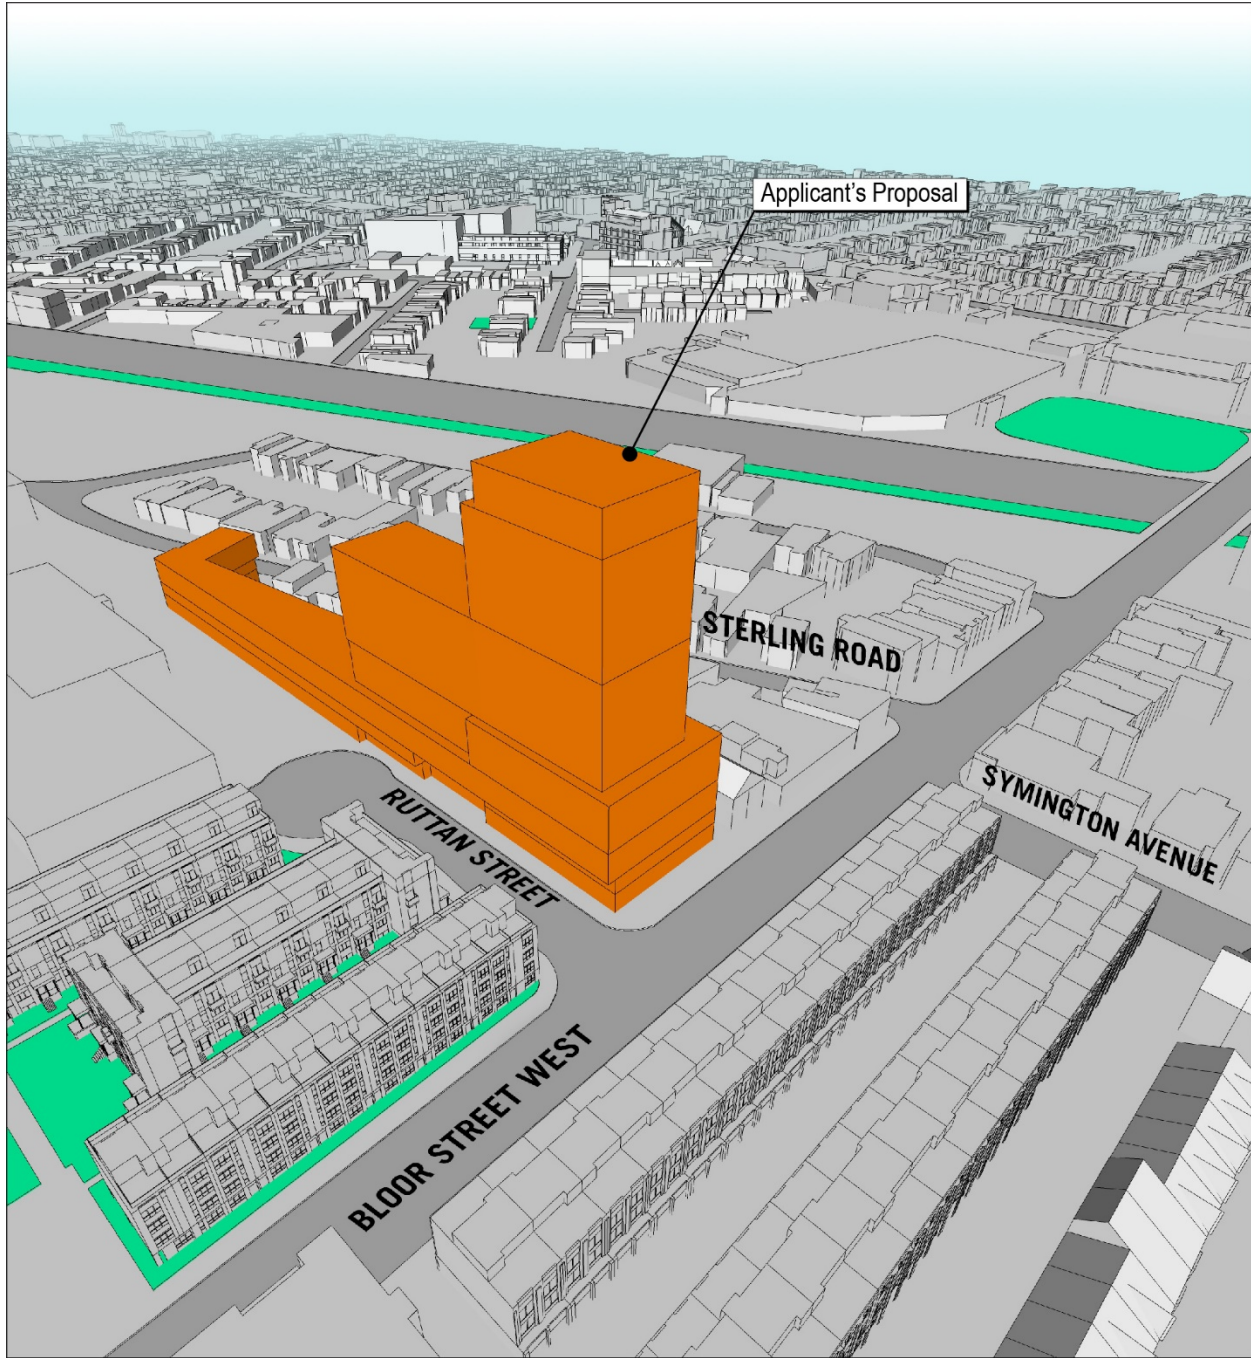 Applicant's Proposal
STERLING ROAD
SYMINGTON AVENUE
RUTTAN STREET
BLOOR STREET WEST